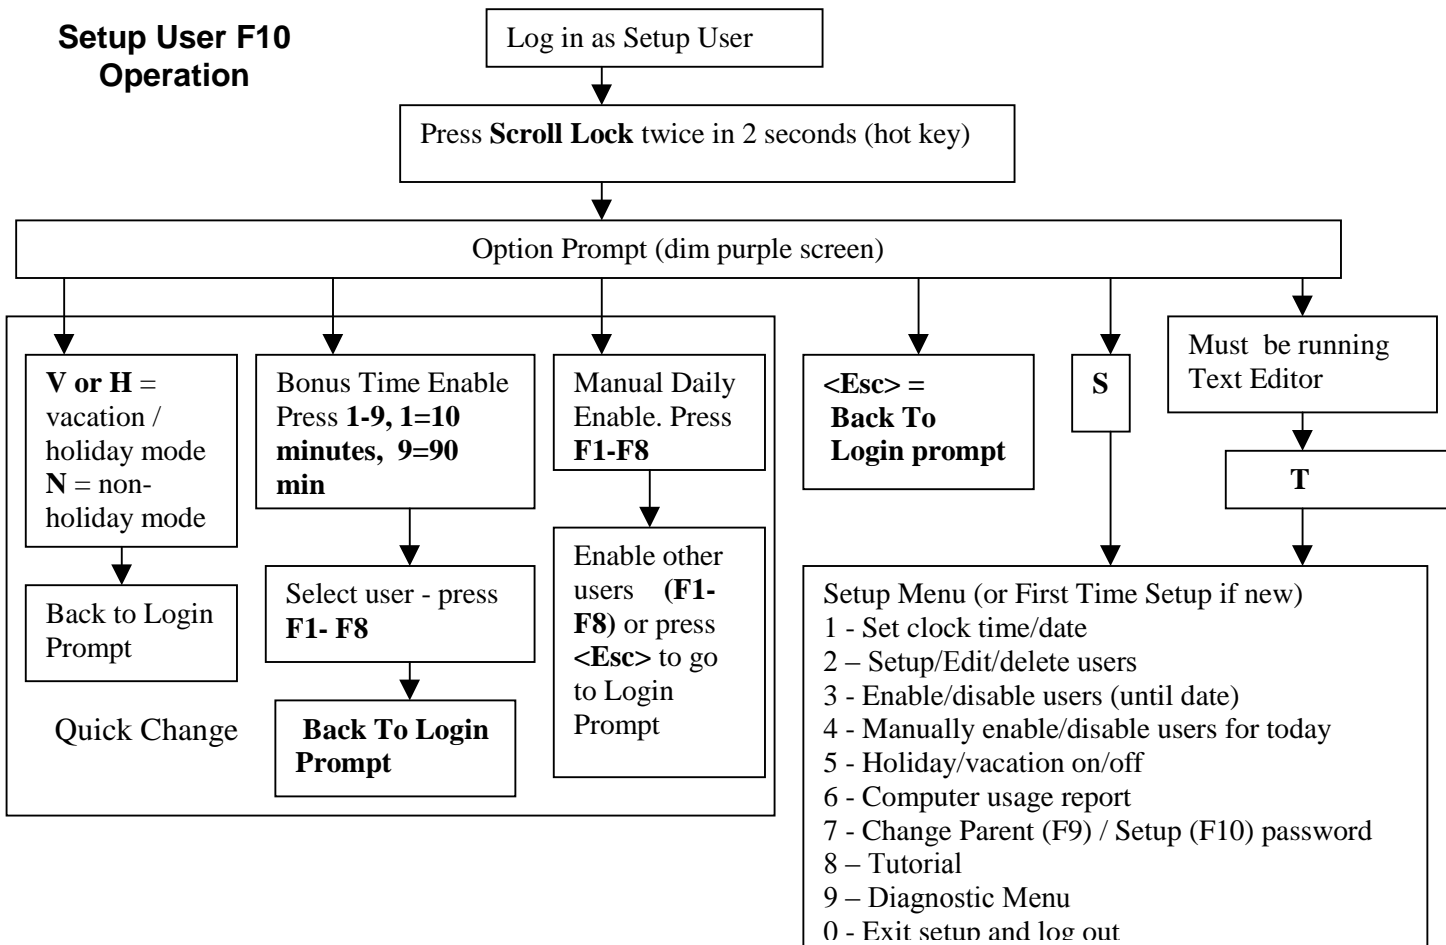 Setup User F10
Operation
Log in as Setup User
Press Scroll Lock twice in 2 seconds (hot key)
Option Prompt (dim purple screen)
V or H =
vacation /
holiday mode
N = non-
holiday mode
Back to Login
Prompt
Quick Change
Bonus Time Enable
Press 1-9, 1=10
minutes, 9=90
min
Select user - press
F1- F8
Back To Login
Prompt
Manual Daily
Enable. Press
F1-F8
Enable other
users (F1-
F8) or press
<Esc> to go
to Login
Prompt
<Esc> =
Back To
Login prompt
S
Must be running
Text Editor
T
Setup Menu (or First Time Setup if new)
1 - Set clock time/date
2 – Setup/Edit/delete users
3 - Enable/disable users (until date)
4 - Manually enable/disable users for today
5 - Holiday/vacation on/off
6 - Computer usage report
7 - Change Parent (F9) / Setup (F10) password
8 – Tutorial
9 – Diagnostic Menu
0 - Exit setup and log out